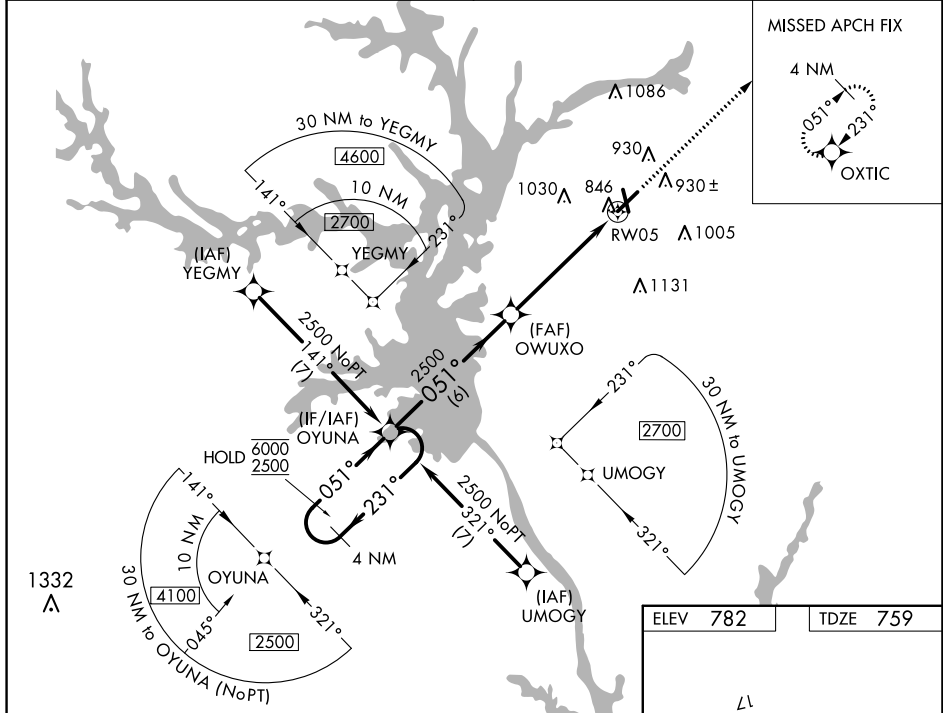 MISSED APCH FIX
4 NM
051°
231°
OXTIC
1086
30 NM to YEGMY
4600
930
141°
10 NM
1030
846
930±
2700
231°
RW05
1005
YEGMY
(IAF)
YEGMY
1131
2500 NoPT
141°
(7)
(FAF)
OWUXO
2500
051°
(6)
231°
30 NM to UMOGY
2700
(IF/IAF)
OYUNA
HOLD
6000
2500
051°
231°
UMOGY
2500 NoPT
321°
(7)
321°
141°
10 NM
4 NM
OYUNA
1332
30 NM to OYUNA (NoPT)
4100
045°
321°
2500
(IAF)
UMOGY
ELEV 782
TDZE 759
17